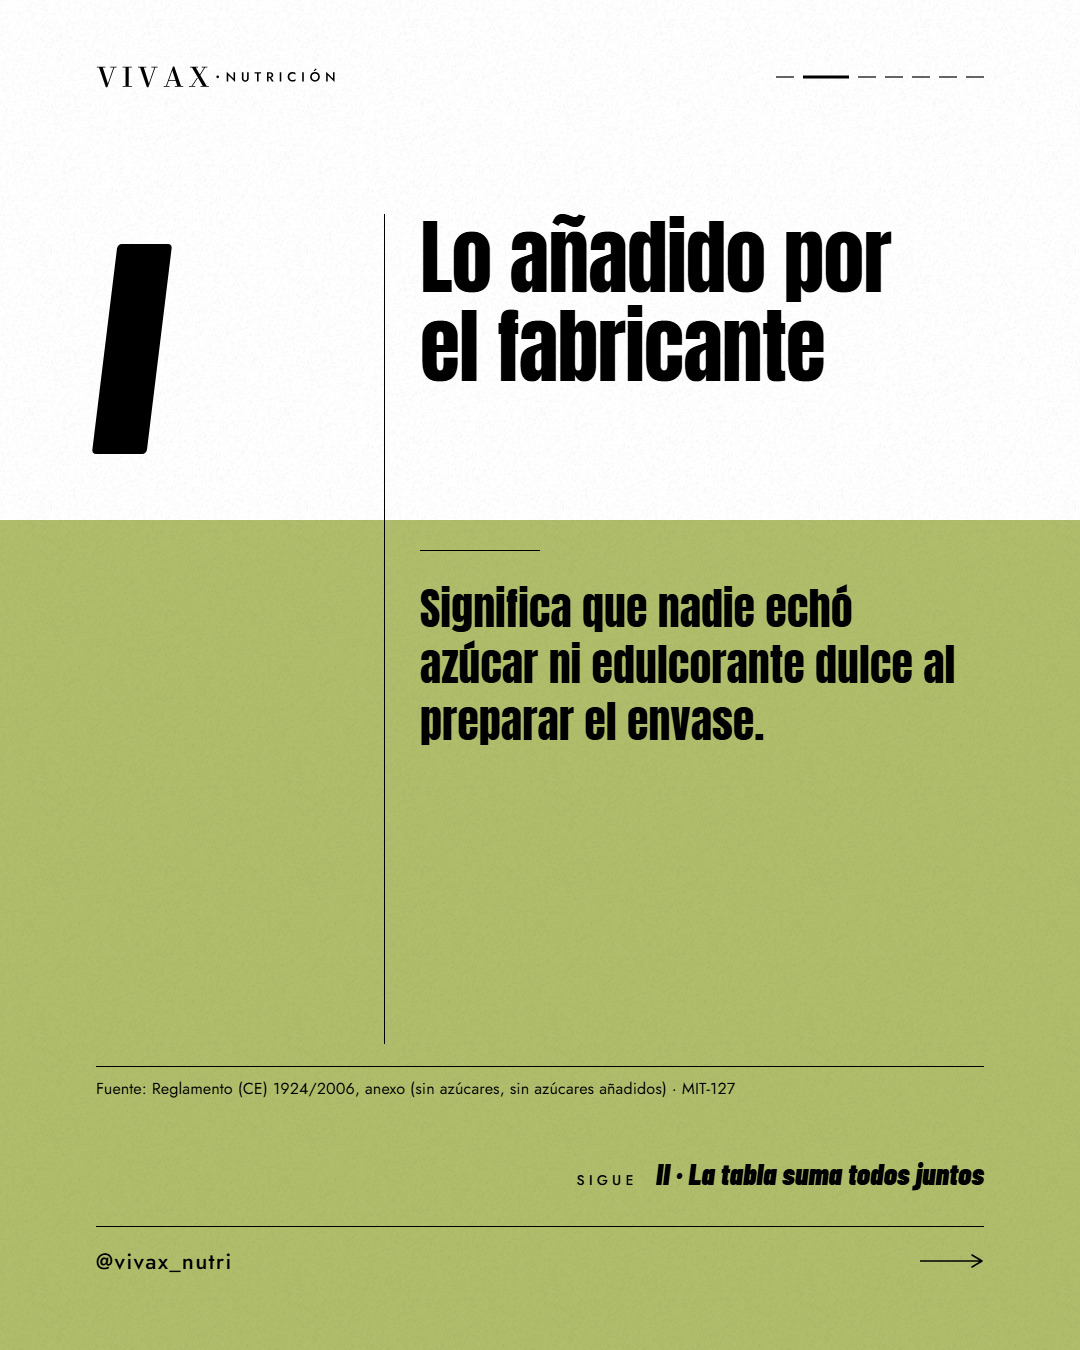 VIVAX·NUTRICIÓN
I
Lo añadido por
el fabricante
Significa que nadie echó
azúcar ni edulcorante dulce al
preparar el envase.
Fuente: Reglamento (CE) 1924/2006, anexo (sin azúcares, sin azúcares añadidos) · MIT-127
SIGUE II · La tabla suma todos juntos
@vivax_nutri